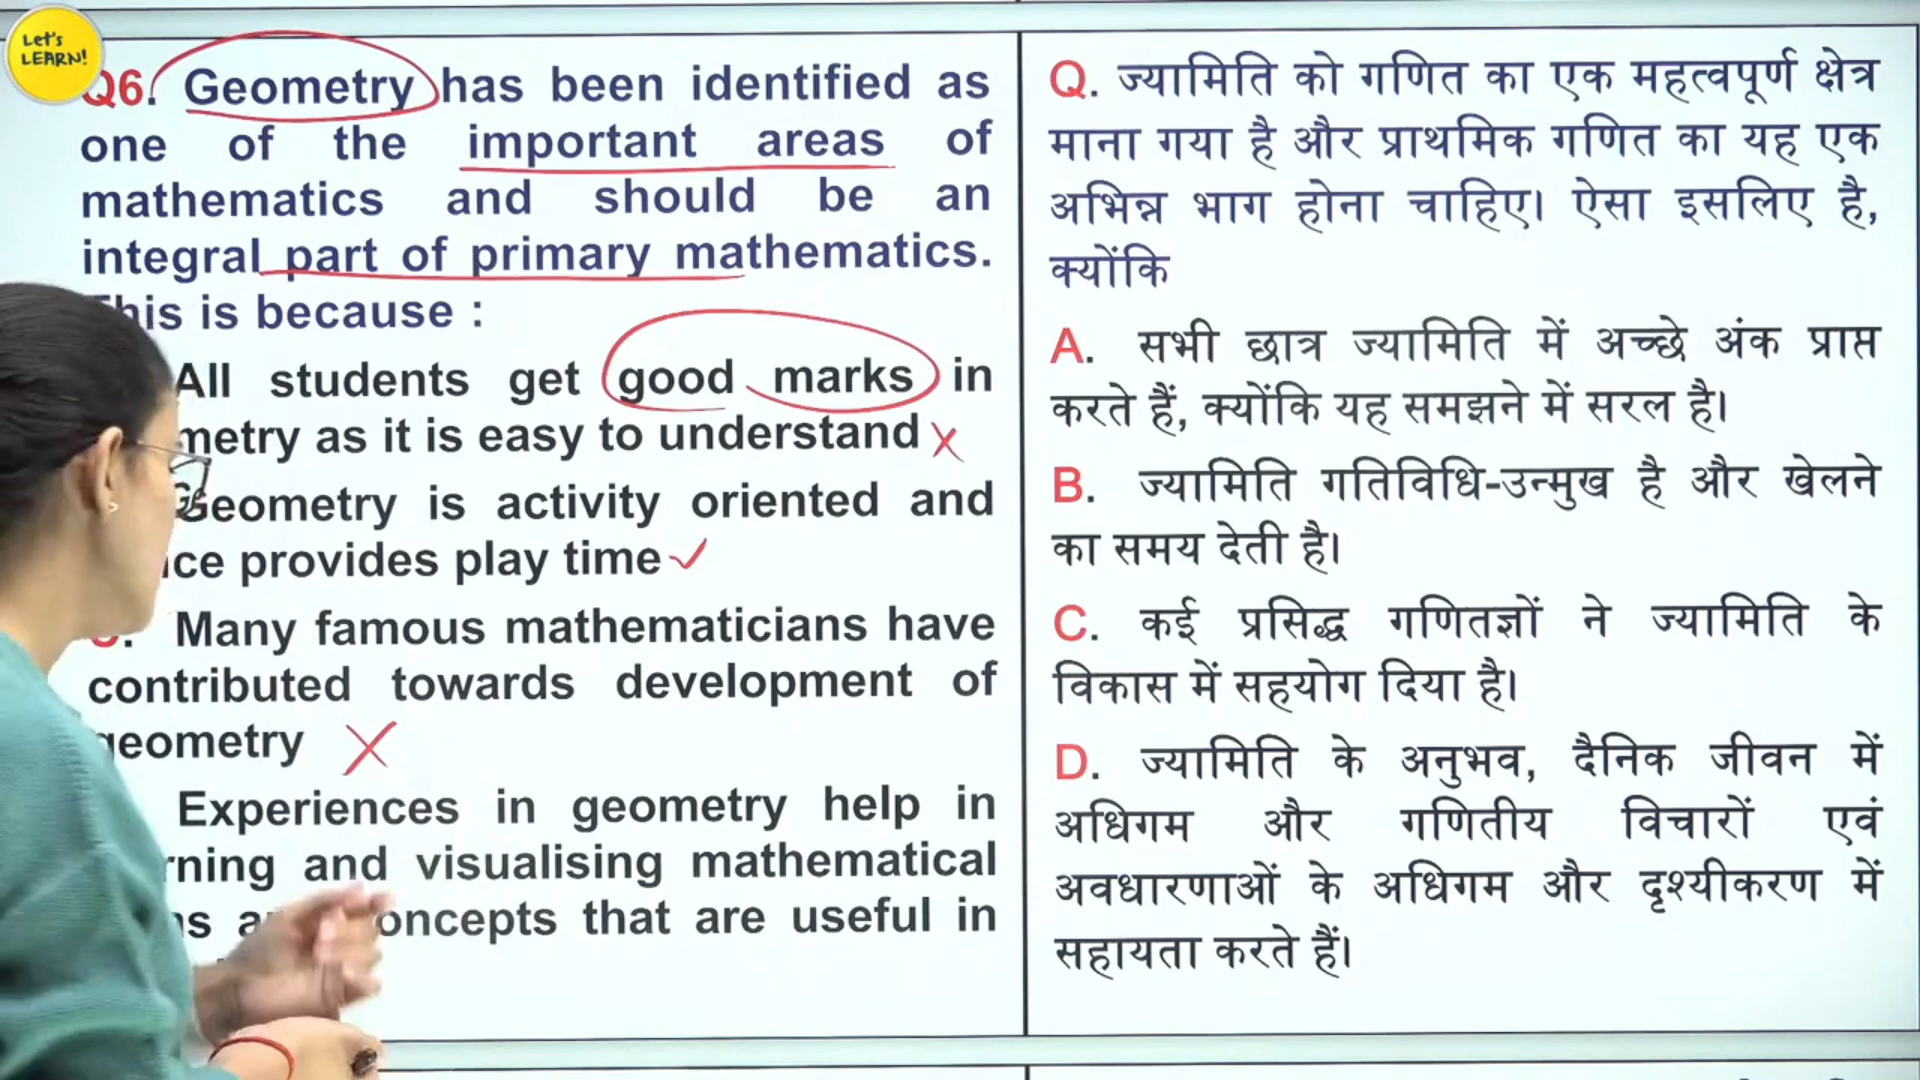 Let's
LEARN!
Q6. Geometry has been identified as
one of the important areas of
mathematics and should be an
integral part of primary mathematics.
This is because :
All students get good marks in
metry as it is easy to understand
Geometry is activity oriented and
ce provides play time
Many famous mathematicians have
contributed towards development of
geometry
Experiences in geometry help in
rning and visualising mathematical
oncepts that are useful in
Q. ज्यामिति को गणित का एक महत्वपूर्ण क्षेत्र
माना गया है और प्राथमिक गणित का यह एक
अभिन्न भाग होना चाहिए। ऐसा इसलिए है,
क्योंकि
A. सभी छात्र ज्यामिति में अच्छे अंक प्राप्त
करते हैं, क्योंकि यह समझने में सरल है।
B. ज्यामिति गतिविधि-उन्मुख है और खेलने
का समय देती है।
C. कई प्रसिद्ध गणितज्ञों ने ज्यामिति के
विकास में सहयोग दिया है।
D. ज्यामिति के अनुभव, दैनिक जीवन में
अधिगम और गणितीय विचारों एवं
अवधारणाओं के अधिगम और दृश्यीकरण में
सहायता करते हैं।